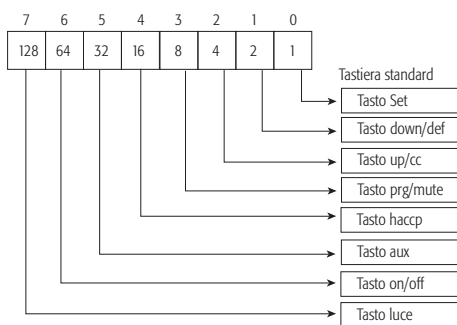 7 6 5 4 3 2 1 0
128 64 32 16 8 4 2 1
Tastiera standard
Tasto Set
Tasto down/def
Tasto up/cc
Tasto prg/mute
Tasto haccp
Tasto aux
Tasto on/off
Tasto luce